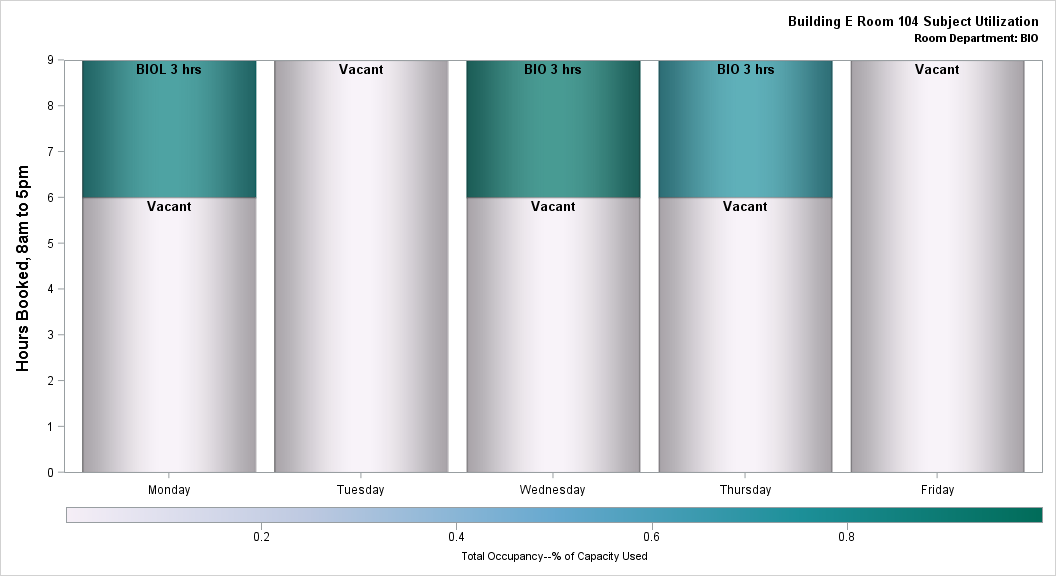 Building E Room 104 Subject Utilization
Room Department: BIO
Hours Booked, 8am to 5pm
9
8
7
6
5
4
3
2
1
0
BIOL 3 hrs
Vacant
BIO 3 hrs
BIO 3 hrs
Vacant
Vacant
Vacant
Vacant
Monday
Tuesday
Wednesday
Thursday
Friday
0.2
0.4
0.6
0.8
Total Occupancy--% of Capacity Used